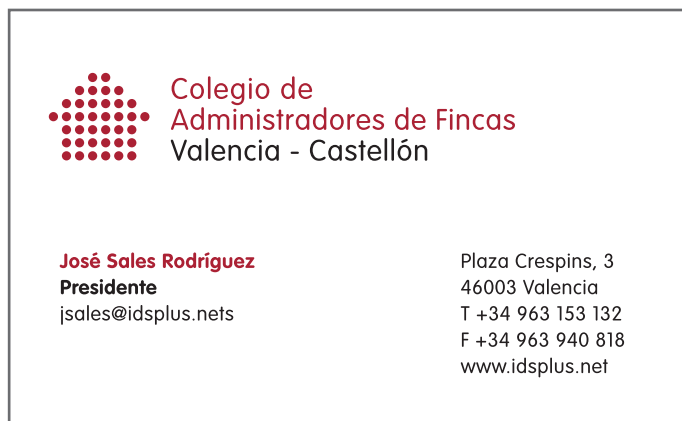 Colegio de
Administradores de Fincas
Valencia - Castellón
José Sales Rodríguez
Presidente
jsales@idsplus.nets
Plaza Crespins, 3
46003 Valencia
T +34 963 153 132
F +34 963 940 818
www.idsplus.net